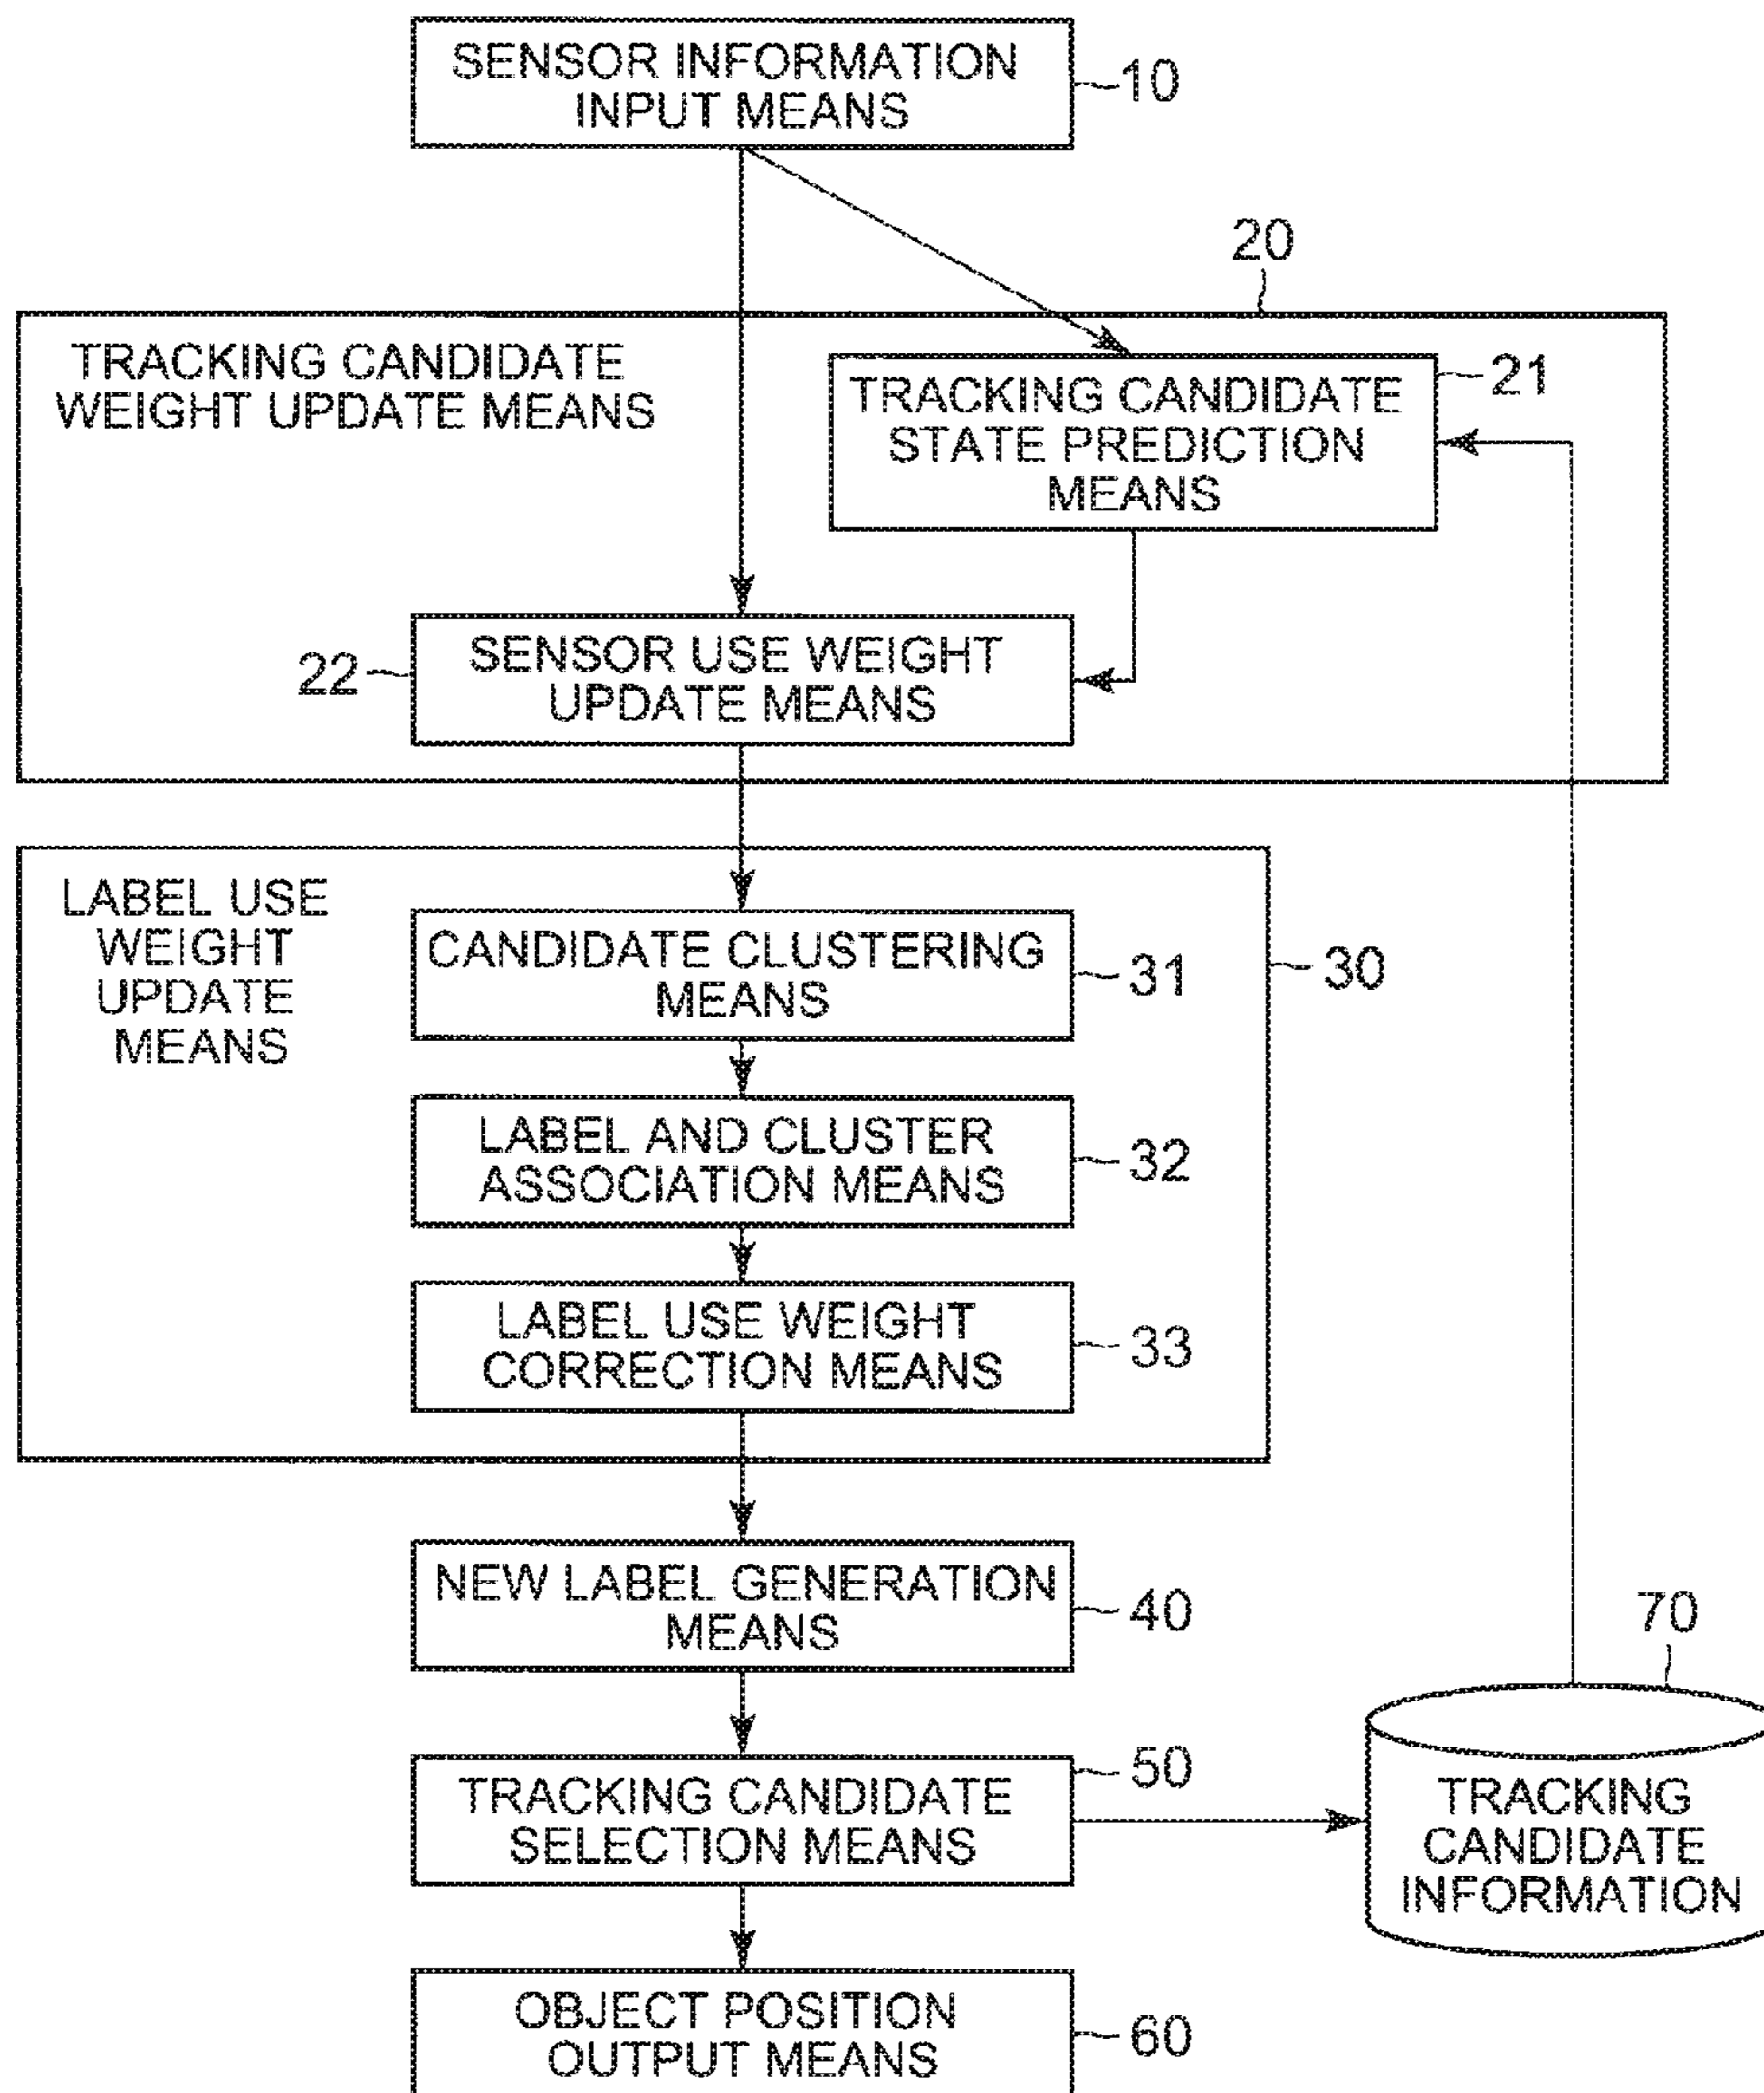 SENSOR INFORMATION
INPUT MEANS
10
20
TRACKING CANDIDATE
WEIGHT UPDATE MEANS
TRACKING CANDIDATE
STATE PREDICTION
MEANS
21
22
SENSOR USE WEIGHT
UPDATE MEANS
LABEL USE
WEIGHT
UPDATE
MEANS
CANDIDATE CLUSTERING
MEANS
31
30
LABEL AND CLUSTER
ASSOCIATION MEANS
32
LABEL USE WEIGHT
CORRECTION MEANS
33
NEW LABEL GENERATION
MEANS
40
70
TRACKING CANDIDATE
SELECTION MEANS
50
TRACKING
CANDIDATE
INFORMATION
OBJECT POSITION
OUTPUT MEANS
60